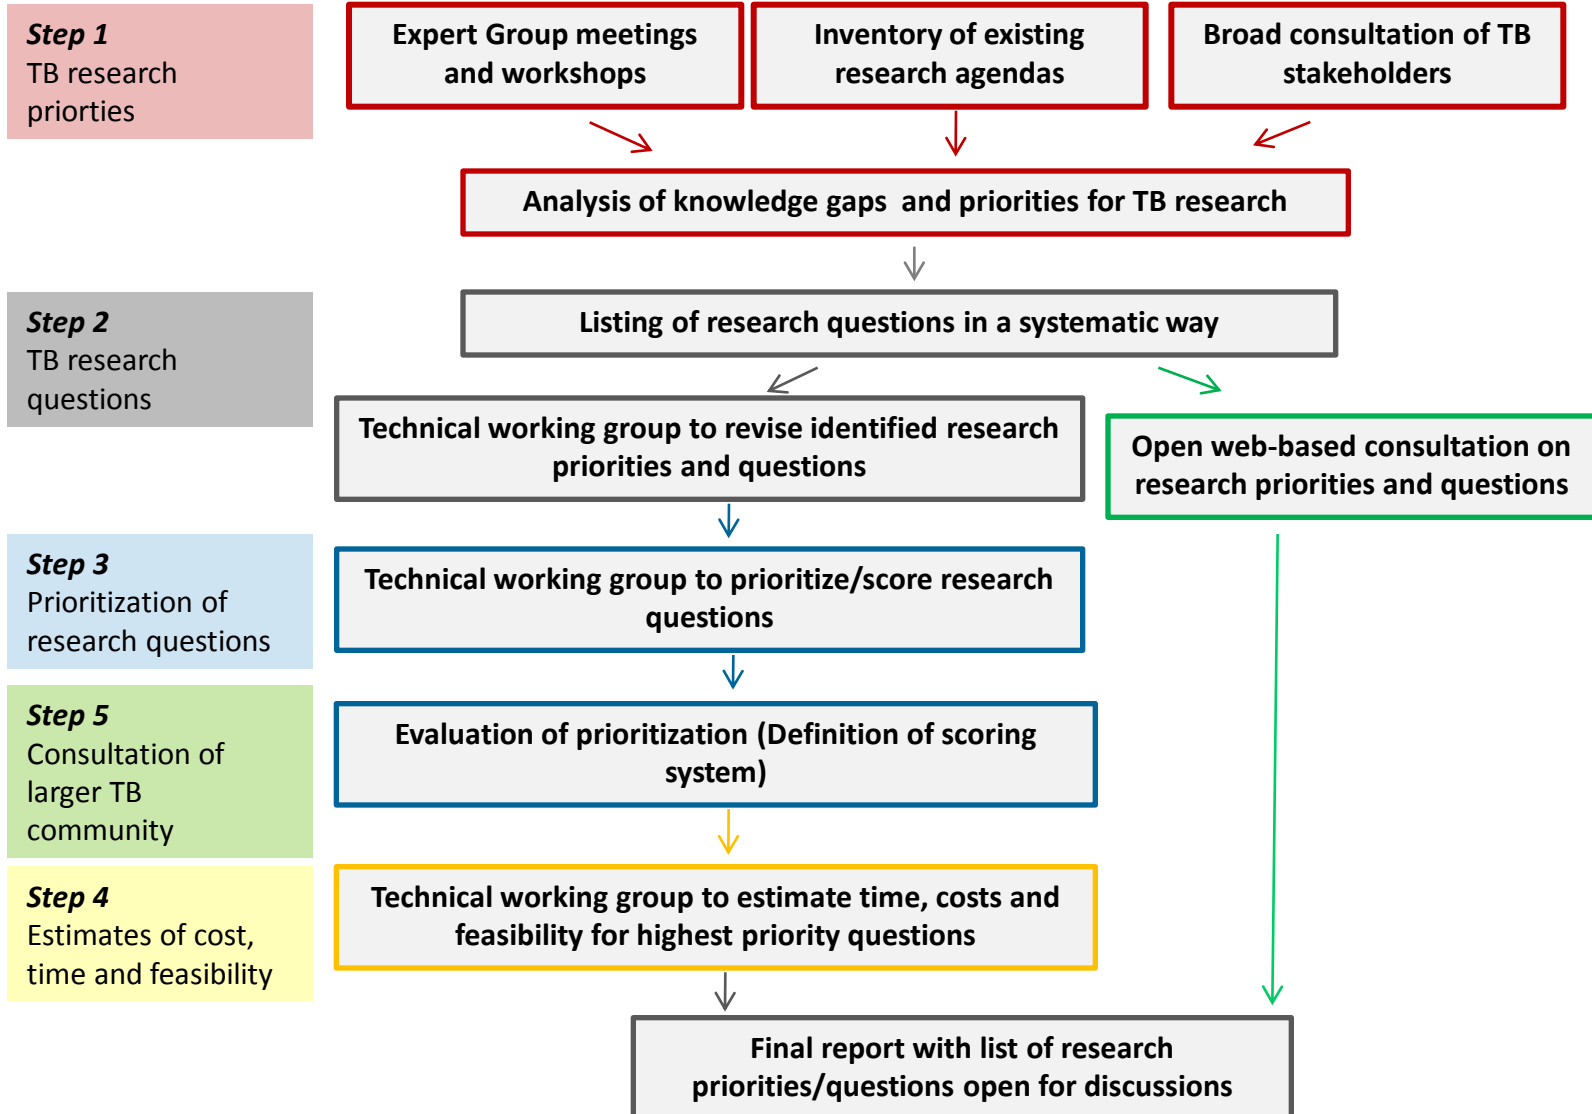 Step 1
TB research
priorties
Expert Group meetings
and workshops
Inventory of existing
research agendas
Broad consultation of TB
stakeholders
Analysis of knowledge gaps  and priorities for TB research
Step 2
TB research
questions
Listing of research questions in a systematic way
Technical working group to revise identified research
priorities and questions
Open web-based consultation on
research priorities and questions
Step 3
Prioritization of
research questions
Technical working group to prioritize/score research
questions
Step 5
Consultation of
larger TB
community
Evaluation of prioritization (Definition of scoring
system)
Step 4
Estimates of cost,
time and feasibility
Technical working group to estimate time, costs and
feasibility for highest priority questions
Final report with list of research
priorities/questions open for discussions